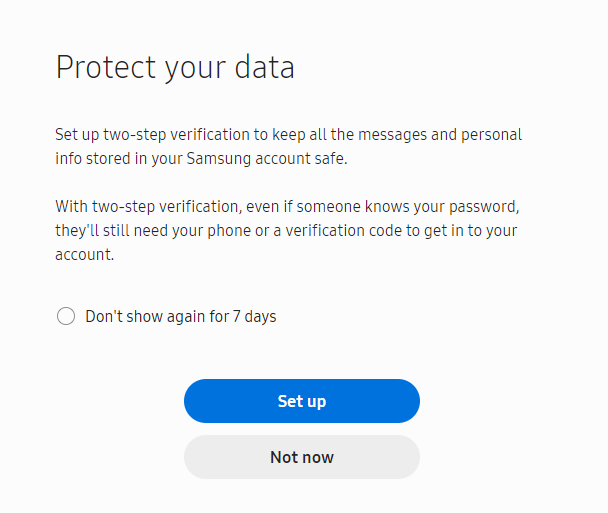 Protect your data
Set up two-step verification to keep all the messages and personal
info stored in your Samsung account safe.
With two-step verification, even if someone knows your password,
they'll still need your phone or a verification code to get in to your
account.
Don't show again for 7 days
Set up
Not now